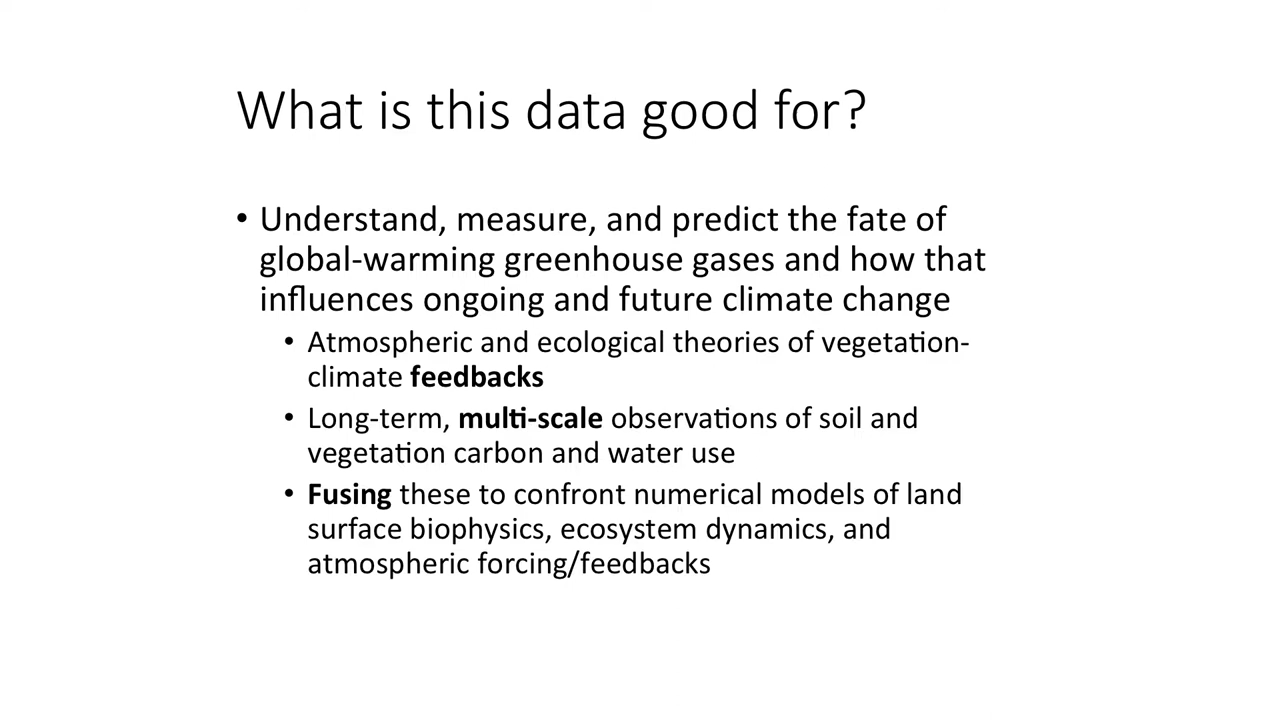 What is this data good for?
• Understand, measure, and predict the fate of
global-warming greenhouse gases and how that
influences ongoing and future climate change
• Atmospheric and ecological theories of vegetation-
climate feedbacks
• Long-term, multi-scale observations of soil and
vegetation carbon and water use
• Fusing these to confront numerical models of land
surface biophysics, ecosystem dynamics, and
atmospheric forcing/feedbacks